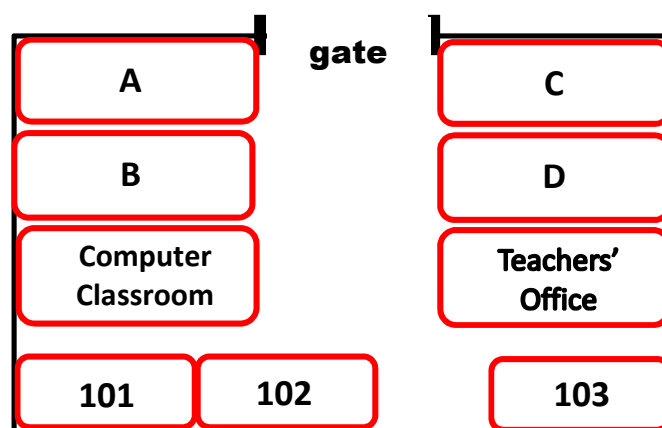 gate
A
C
B
D
Computer
Classroom
Teachers'
Office
101
102
103